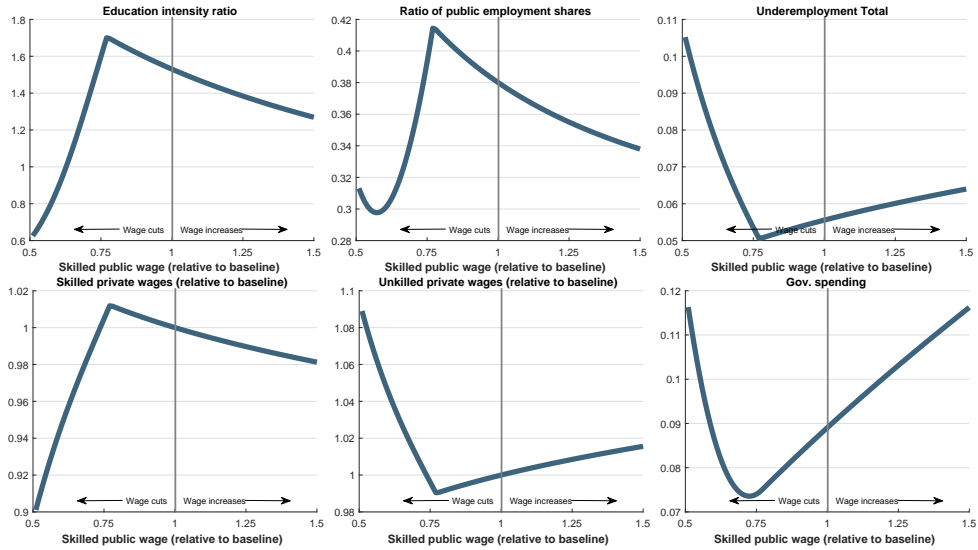 Education intensity ratio
1.8
1.6
1.4
1.2
1
0.8
0.6
Wage cuts
Wage increases
0.5 0.75 1 1.25 1.5
Skilled public wage (relative to baseline)
Ratio of public employment shares
0.42
0.4
0.38
0.36
0.34
0.32
0.3
0.28
Wage cuts
Wage increases
0.5 0.75 1 1.25 1.5
Skilled public wage (relative to baseline)
Underemployment Total
0.11
0.1
0.09
0.08
0.07
0.06
0.05
Wage cuts
Wage increases
0.5 0.75 1 1.25 1.5
Skilled public wage (relative to baseline)
Skilled private wages (relative to baseline)
1.02
1
0.98
0.96
0.94
0.92
0.9
Wage cuts
Wage increases
0.5 0.75 1 1.25 1.5
Skilled public wage (relative to baseline)
Unkilled private wages (relative to baseline)
1.1
1.08
1.06
1.04
1.02
1
0.98
Wage cuts
Wage increases
0.5 0.75 1 1.25 1.5
Skilled public wage (relative to baseline)
Gov. spending
0.12
0.11
0.1
0.09
0.08
0.07
Wage cuts
Wage increases
0.5 0.75 1 1.25 1.5
Skilled public wage (relative to baseline)